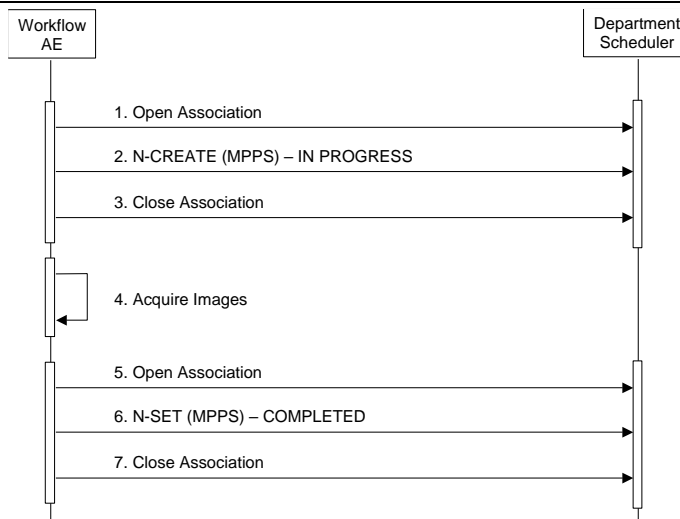 Workflow
AE
Department
Scheduler
1. Open Association
2. N-CREATE (MPPS) – IN PROGRESS
3. Close Association
4. Acquire Images
5. Open Association
6. N-SET (MPPS) – COMPLETED
7. Close Association